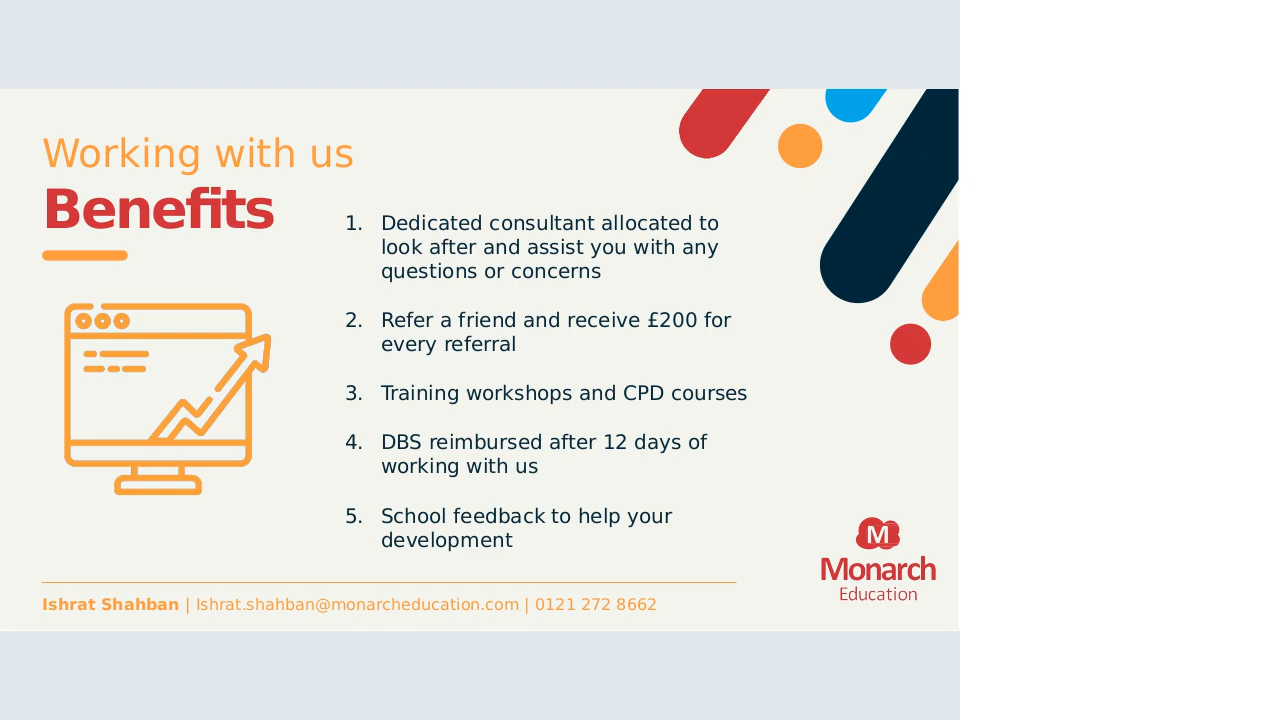 Working with us
Benefits
1. Dedicated consultant allocated to
look after and assist you with any
questions or concerns
2. Refer a friend and receive £200 for
every referral
3. Training workshops and CPD courses
4. DBS reimbursed after 12 days of
working with us
5. School feedback to help your
development
Ishrat Shahban | Ishrat.shahban@monarcheducation.com | 0121 272 8662
M
Monarch
Education